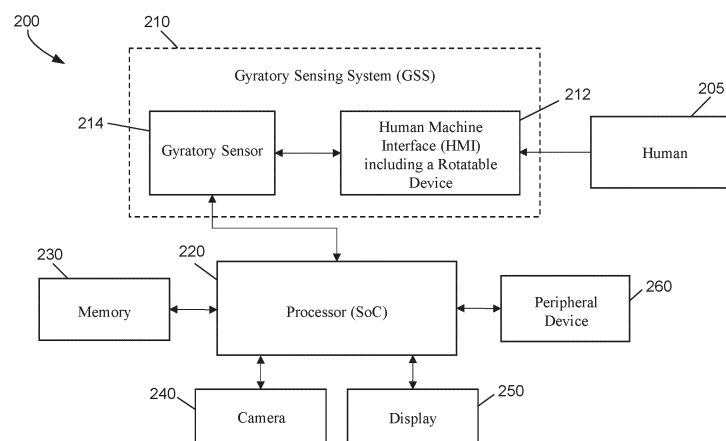 200
210
Gyratory Sensing System (GSS)
212
205
214
Gyratory Sensor
Human Machine
Interface (HMI)
including a Rotatable
Device
Human
230
220
260
Memory
Processor (SoC)
Peripheral
Device
240
250
Camera
Display